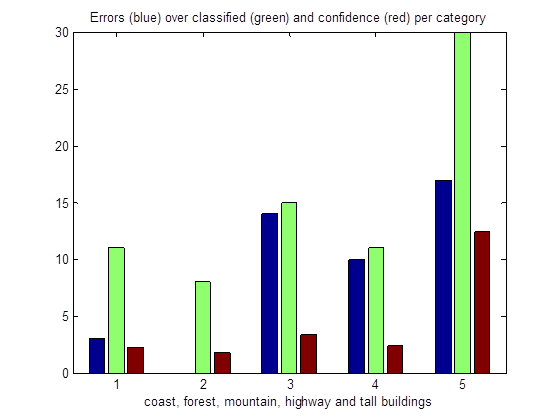 Errors (blue) over classified (green) and confidence (red) per category
30
25
20
15
10
5
0
1 2 3 4 5
coast, forest, mountain, highway and tall buildings